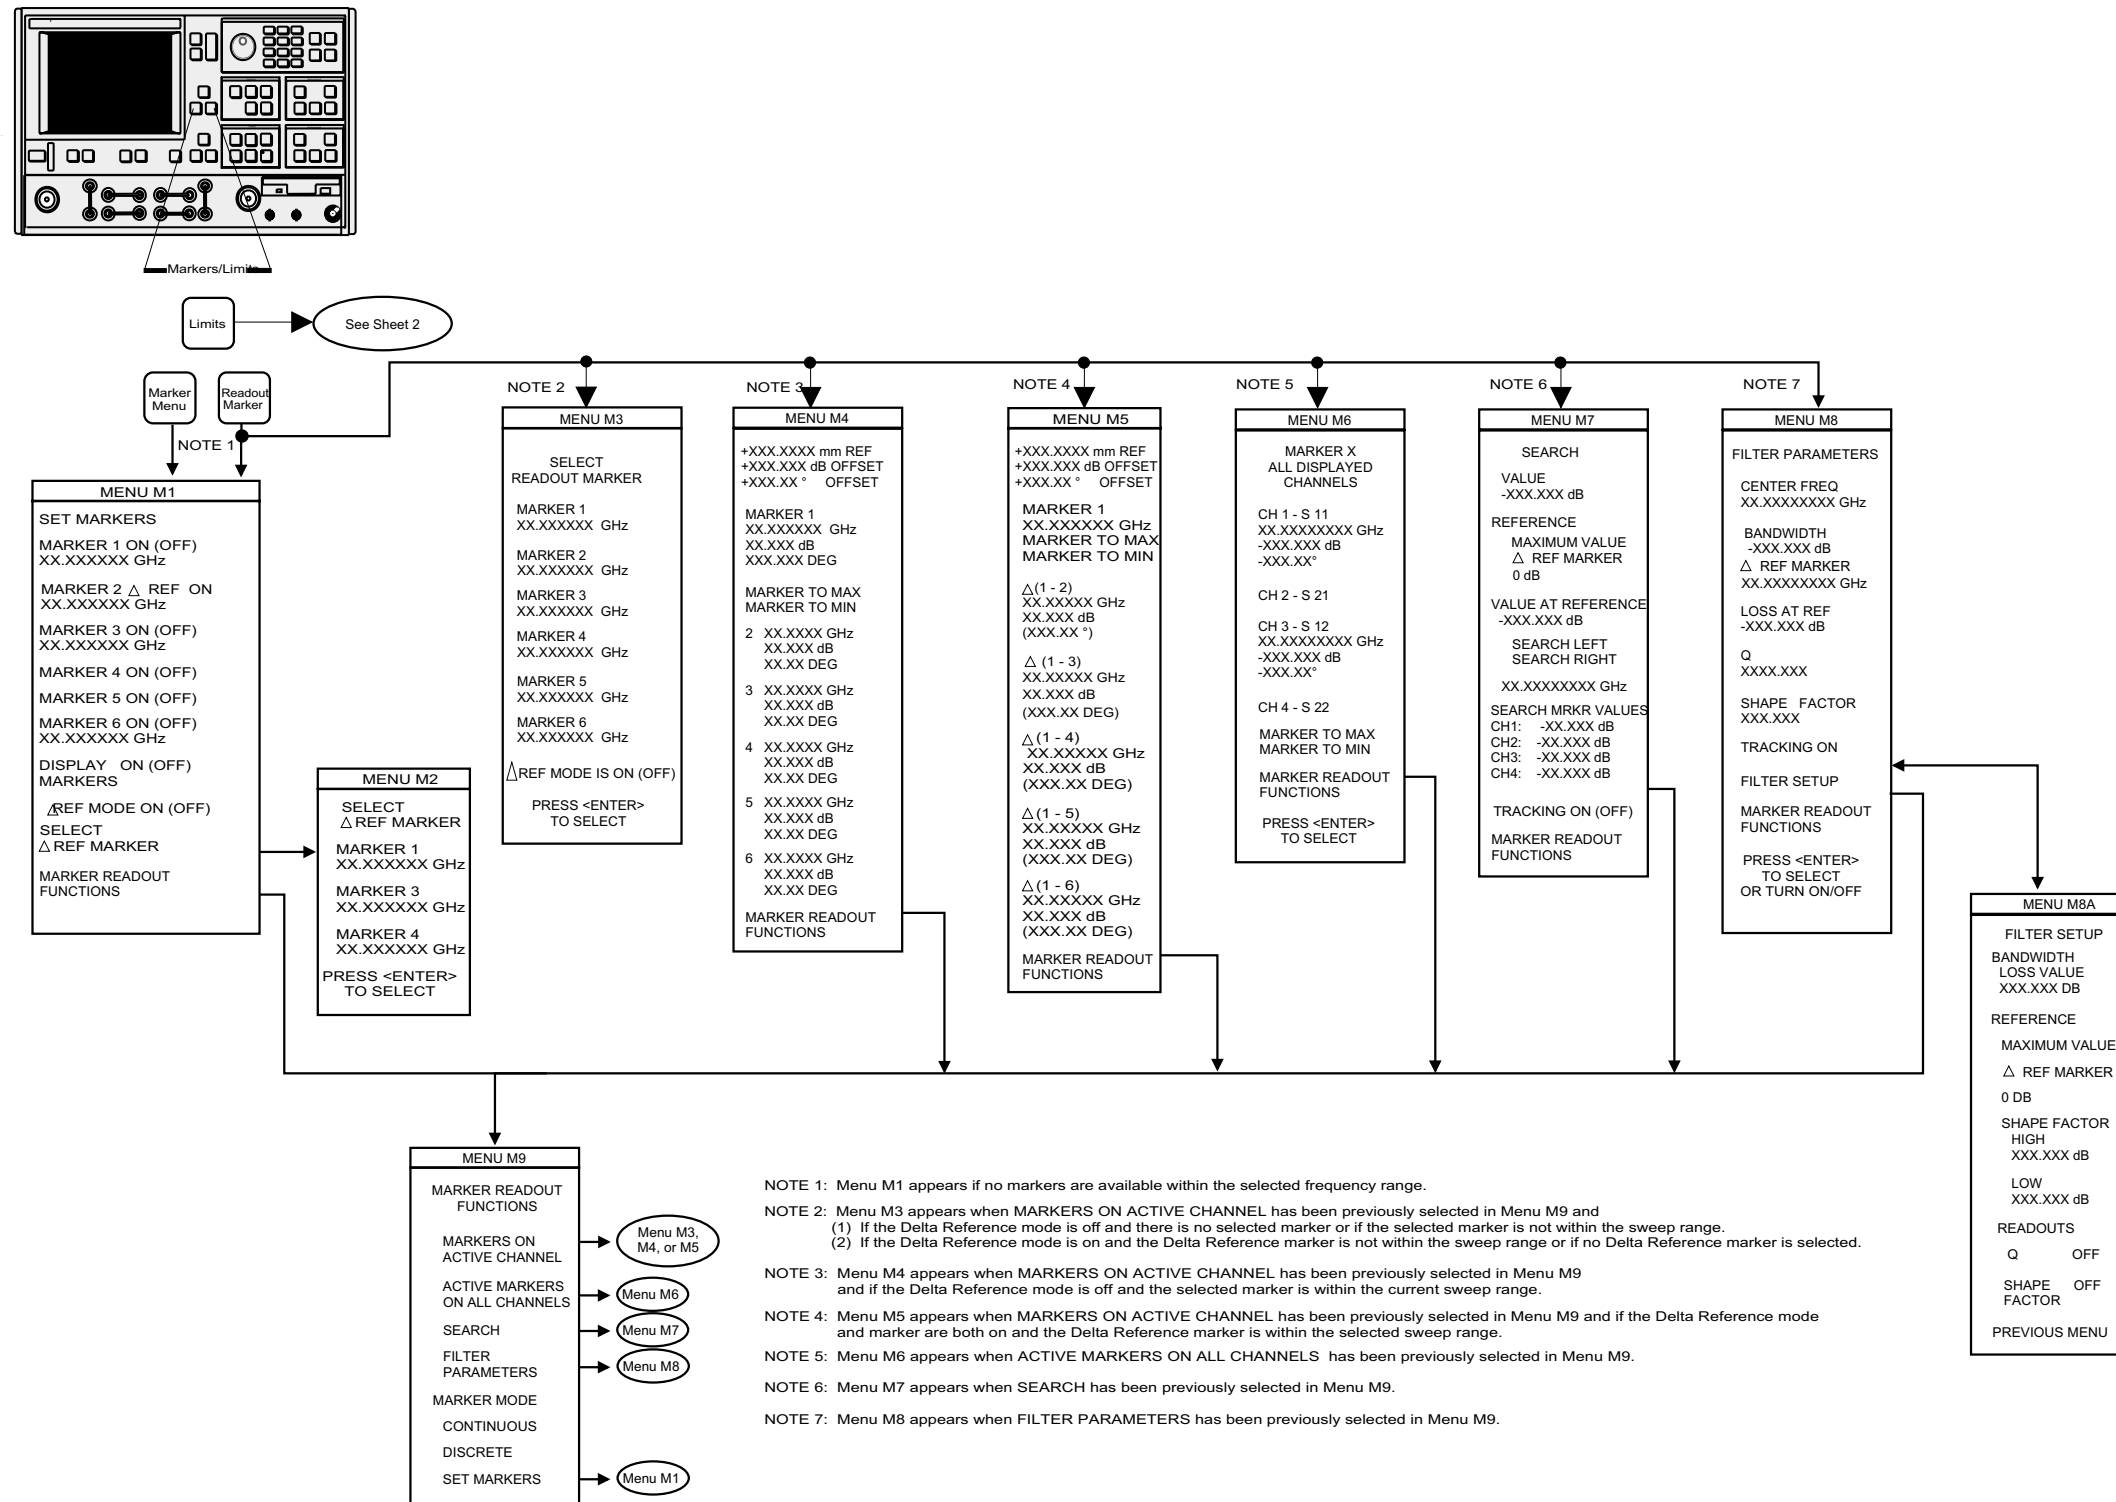 Markers/Limits
Limits
See Sheet 2
Marker
Menu
Readout
Marker
NOTE 1
MENU M1
SET MARKERS
MARKER 1 ON (OFF)
XX.XXXXXX GHz
MARKER 2 △ REF ON
XX.XXXXXX GHz
MARKER 3 ON (OFF)
XX.XXXXXX GHz
MARKER 4 ON (OFF)
MARKER 5 ON (OFF)
MARKER 6 ON (OFF)
XX.XXXXXX GHz
DISPLAY ON (OFF)
MARKERS
△REF MODE ON (OFF)
SELECT
△ REF MARKER
MARKER READOUT
FUNCTIONS
MENU M2
SELECT
△ REF MARKER
MARKER 1
XX.XXXXXX GHz
MARKER 3
XX.XXXXXX GHz
MARKER 4
XX.XXXXXX GHz
PRESS <ENTER>
TO SELECT
NOTE 2
MENU M3
SELECT
READOUT MARKER
MARKER 1
XX.XXXXXX GHz
MARKER 2
XX.XXXXXX GHz
MARKER 3
XX.XXXXXX GHz
MARKER 4
XX.XXXXXX GHz
MARKER 5
XX.XXXXXX GHz
MARKER 6
XX.XXXXXX GHz
△REF MODE IS ON (OFF)
PRESS <ENTER>
TO SELECT
NOTE 3
MENU M4
+XXX.XXXX mm REF
+XXX.XXX dB OFFSET
+XXX.XX ° OFFSET
MARKER 1
XX.XXXXXX GHz
XX.XXX dB
XXX.XXX DEG
MARKER TO MAX
MARKER TO MIN
2 XX.XXXX GHz
XX.XXX dB
XX.XX DEG
3 XX.XXXX GHz
XX.XXX dB
XX.XX DEG
4 XX.XXXX GHz
XX.XXX dB
XX.XX DEG
5 XX.XXXX GHz
XX.XXX dB
XX.XX DEG
6 XX.XXXX GHz
XX.XXX dB
XX.XX DEG
MARKER READOUT
FUNCTIONS
NOTE 4
MENU M5
+XXX.XXXX mm REF
+XXX.XXX dB OFFSET
+XXX.XX ° OFFSET
MARKER 1
XX.XXXXXX GHz
MARKER TO MAX
MARKER TO MIN
△(1 - 2)
XX.XXXXX GHz
XX.XXX dB
(XXX.XX °)
△ (1 - 3)
XX.XXXXX GHz
XX.XXX dB
(XXX.XX DEG)
△(1 - 4)
XX.XXXXX GHz
XX.XXX dB
(XXX.XX DEG)
△(1 - 5)
XX.XXXXX GHz
XX.XXX dB
(XXX.XX DEG)
△(1 - 6)
XX.XXXXX GHz
XX.XXX dB
(XXX.XX DEG)
MARKER READOUT
FUNCTIONS
NOTE 5
MENU M6
MARKER X
ALL DISPLAYED
CHANNELS
CH 1 - S 11
XX.XXXXXXXX GHz
-XXX.XXX dB
-XXX.XX°
CH 2 - S 21
CH 3 - S 12
XX.XXXXXXXX GHz
-XXX.XXX dB
-XXX.XX°
CH 4 - S 22
MARKER TO MAX
MARKER TO MIN
MARKER READOUT
FUNCTIONS
PRESS <ENTER>
TO SELECT
NOTE 6
MENU M7
SEARCH
VALUE
-XXX.XXX dB
REFERENCE
MAXIMUM VALUE
△ REF MARKER
0 dB
VALUE AT REFERENCE
-XXX.XXX dB
SEARCH LEFT
SEARCH RIGHT
XX.XXXXXXXX GHz
SEARCH MRKR VALUES
CH1: -XX.XXX dB
CH2: -XX.XXX dB
CH3: -XX.XXX dB
CH4: -XX.XXX dB
TRACKING ON (OFF)
MARKER READOUT
FUNCTIONS
NOTE 7
MENU M8
FILTER PARAMETERS
CENTER FREQ
XX.XXXXXXXX GHz
BANDWIDTH
-XXX.XXX dB
△ REF MARKER
XX.XXXXXXXX GHz
LOSS AT REF
-XXX.XXX dB
Q
XXXX.XXX
SHAPE FACTOR
XXX.XXX
TRACKING ON
FILTER SETUP
MARKER READOUT
FUNCTIONS
PRESS <ENTER>
TO SELECT
OR TURN ON/OFF
MENU M8A
FILTER SETUP
BANDWIDTH
LOSS VALUE
XXX.XXX DB
REFERENCE
MAXIMUM VALUE
△ REF MARKER
0 DB
SHAPE FACTOR
HIGH
XXX.XXX dB
LOW
XXX.XXX dB
READOUTS
Q OFF
SHAPE OFF
FACTOR
PREVIOUS MENU
MENU M9
MARKER READOUT
FUNCTIONS
MARKERS ON
ACTIVE CHANNEL
Menu M3,
M4, or M5
ACTIVE MARKERS
ON ALL CHANNELS
Menu M6
SEARCH
Menu M7
FILTER
PARAMETERS
Menu M8
MARKER MODE
CONTINUOUS
DISCRETE
SET MARKERS
Menu M1
NOTE 1: Menu M1 appears if no markers are available within the selected frequency range.
NOTE 2: Menu M3 appears when MARKERS ON ACTIVE CHANNEL has been previously selected in Menu M9 and
(1) If the Delta Reference mode is off and there is no selected marker or if the selected marker is not within the sweep range.
(2) If the Delta Reference mode is on and the Delta Reference marker is not within the sweep range or if no Delta Reference marker is selected.
NOTE 3: Menu M4 appears when MARKERS ON ACTIVE CHANNEL has been previously selected in Menu M9
and if the Delta Reference mode is off and the selected marker is within the current sweep range.
NOTE 4: Menu M5 appears when MARKERS ON ACTIVE CHANNEL has been previously selected in Menu M9 and if the Delta Reference mode
and marker are both on and the Delta Reference marker is within the selected sweep range.
NOTE 5: Menu M6 appears when ACTIVE MARKERS ON ALL CHANNELS has been previously selected in Menu M9.
NOTE 6: Menu M7 appears when SEARCH has been previously selected in Menu M9.
NOTE 7: Menu M8 appears when FILTER PARAMETERS has been previously selected in Menu M9.